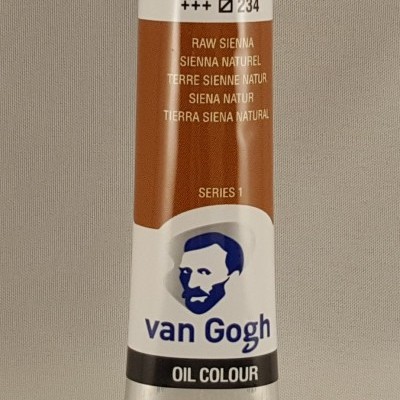 +++ 234
RAW SIENNA
SIENNA NATUREL
TERRE SIENNE NATUR
SIENA NATUR
TIERRA SIENA NATURAL
SERIES 1
van Gogh
OIL COLOUR